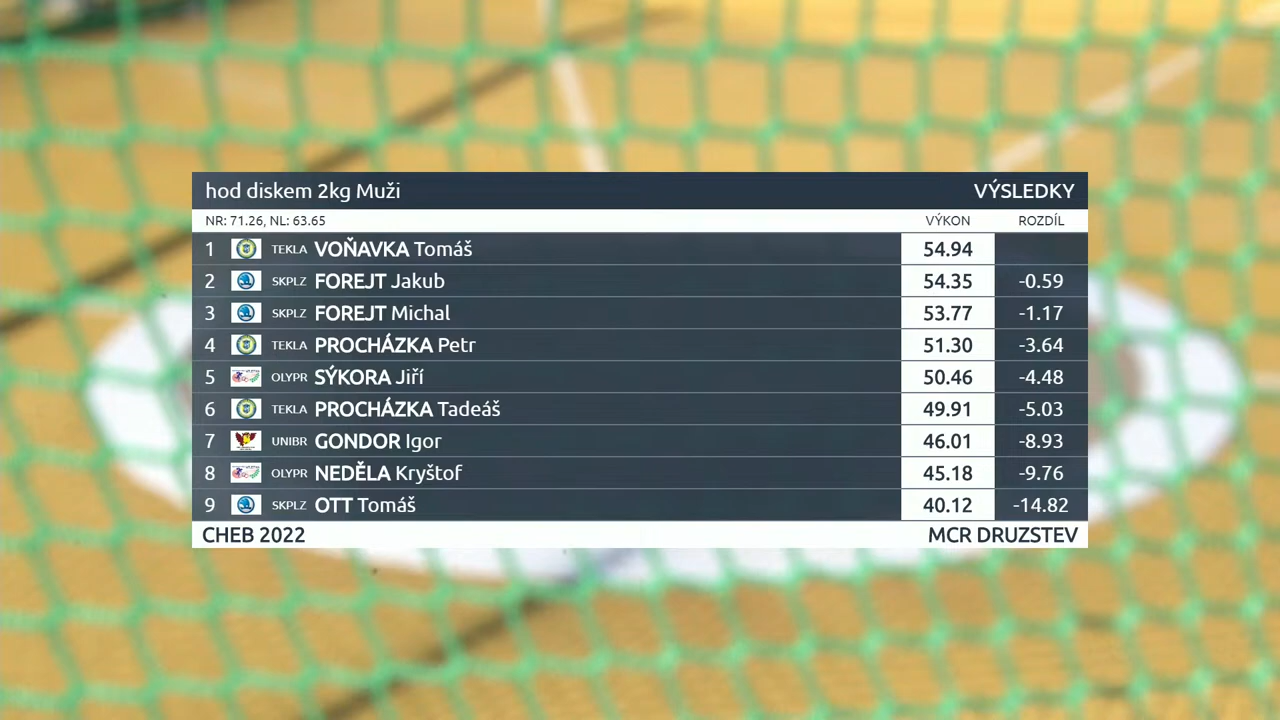 hod diskem 2kg Muži VÝSLEDKY
NR: 71.26, NL: 63.65 VÝKON ROZDÍL
1 TEKLA VOŇAVKA Tomáš 54.94
2 SKPLZ FOREJT Jakub 54.35 -0.59
3 SKPLZ FOREJT Michal 53.77 -1.17
4 TEKLA PROCHÁZKA Petr 51.30 -3.64
5 OLYPR SÝKORA Jiří 50.46 -4.48
6 TEKLA PROCHÁZKA Tadeáš 49.91 -5.03
7 UNIBR GONDOR Igor 46.01 -8.93
8 OLYPR NEDĚLA Kryštof 45.18 -9.76
9 SKPLZ OTT Tomáš 40.12 -14.82
CHEB 2022 MCR DRUZSTEV